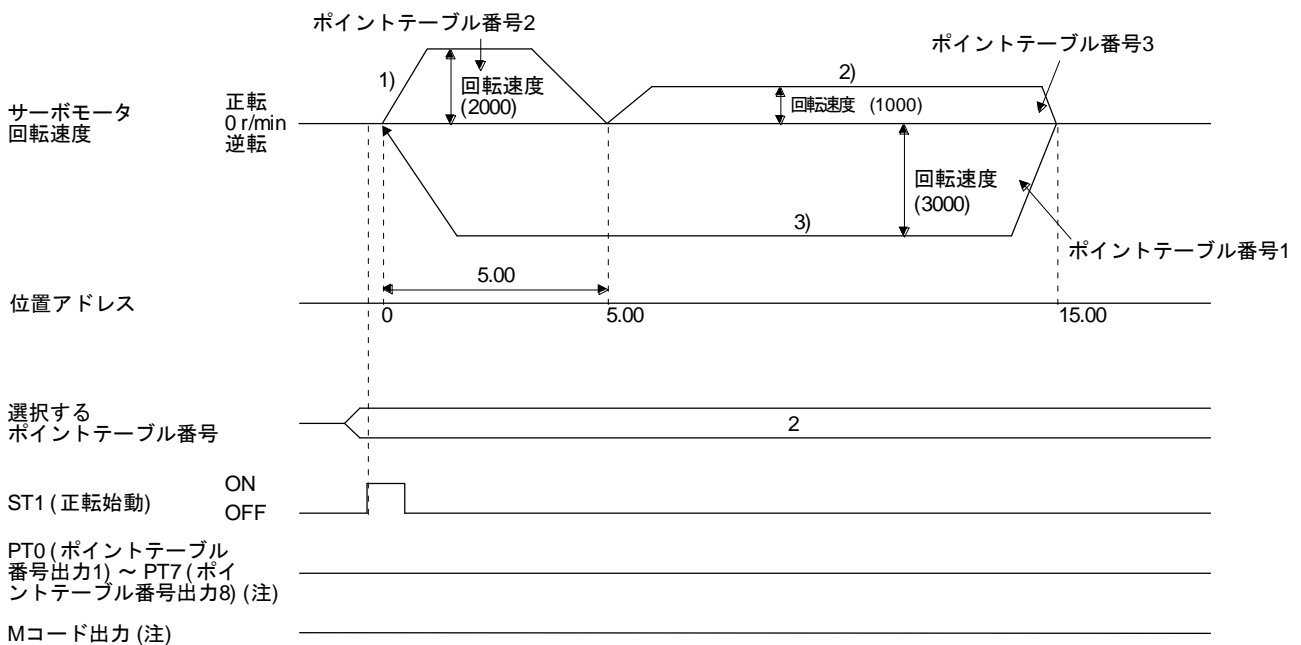 ポイントテーブル番号2
ポイントテーブル番号3
1)
2)
サーボモータ
回転速度
正転
0 r/min
逆転
回転速度
(2000)
回転速度 (1000)
回転速度
(3000)
3)
ポイントテーブル番号1
5.00
位置アドレス
0
5.00
15.00
選択する
ポイントテーブル番号
2
ST1 (正転始動)
ON
OFF
PT0 (ポイントテーブル
番号出力1) ～ PT7 (ポイ
ントテーブル番号出力8) (注)
Mコード出力 (注)